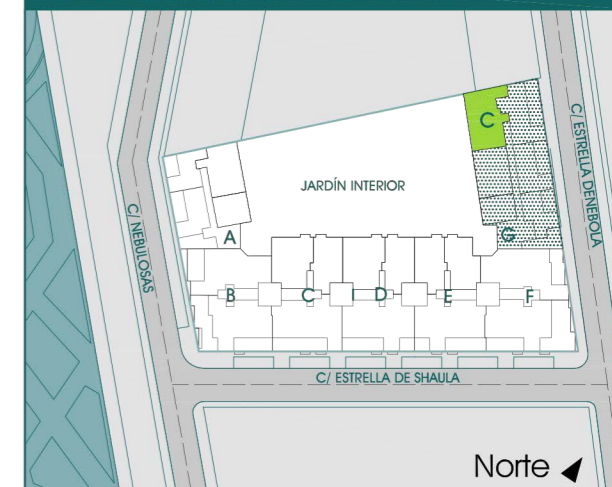 C
C/ ESTRELLA DENEBOLA
JARDÍN INTERIOR
C/ NEBULOSAS
A
G
B C I D E F
C/ ESTRELLA DE SHAULA
Norte